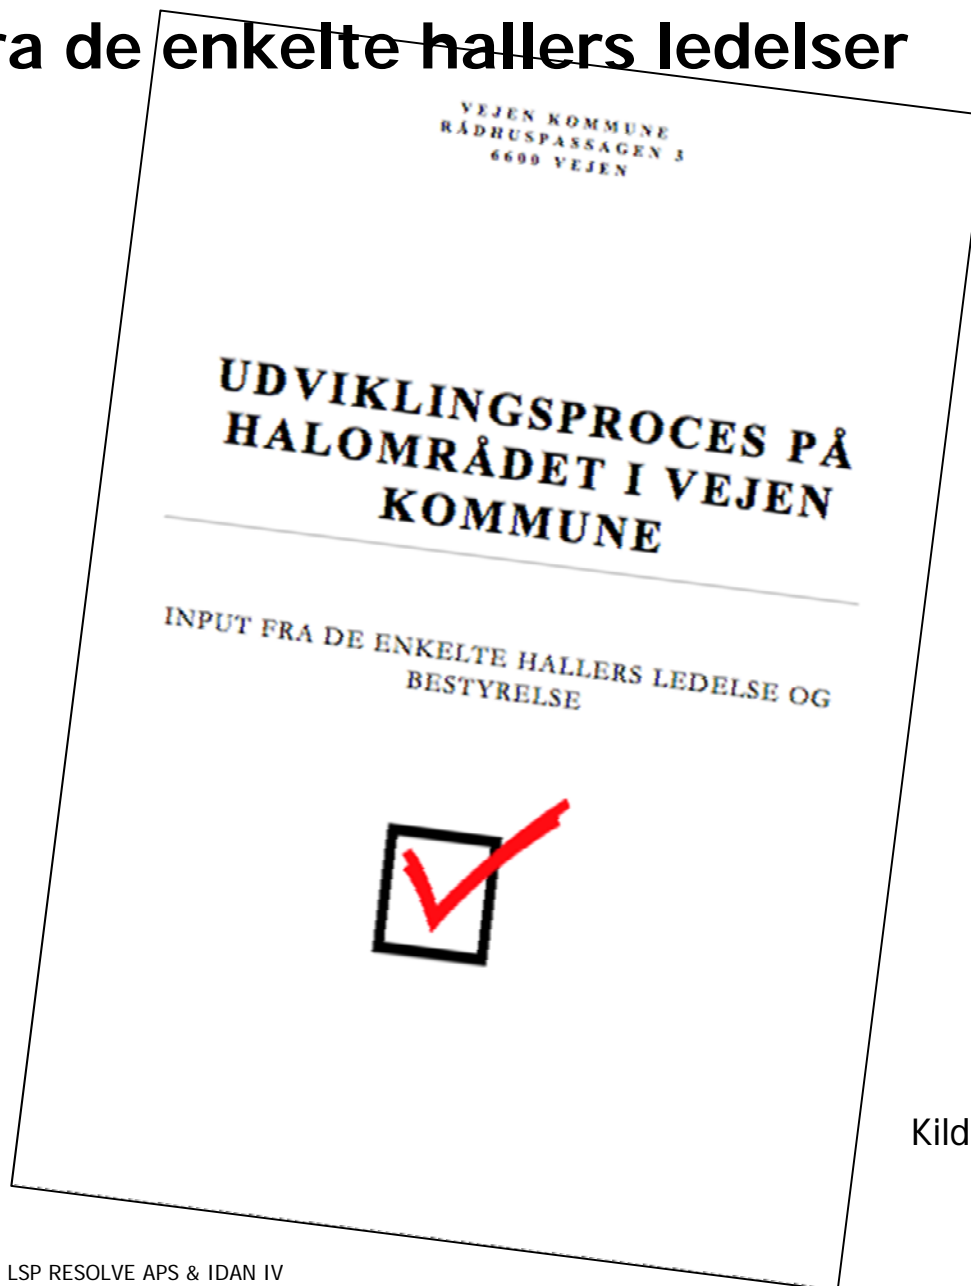 ra de enkelte hallers ledelser
VEJEN KOMMUNE
RÅDHUSPASSAGEN 3
6600 VEJEN
UDVIKLINGSPROCES PÅ
HALOMRÅDET I VEJEN
KOMMUNE
INPUT FRA DE ENKELTE HALLERS LEDELSE OG
BESTYRELSE
Kild
LSP RESOLVE APS & IDAN IV